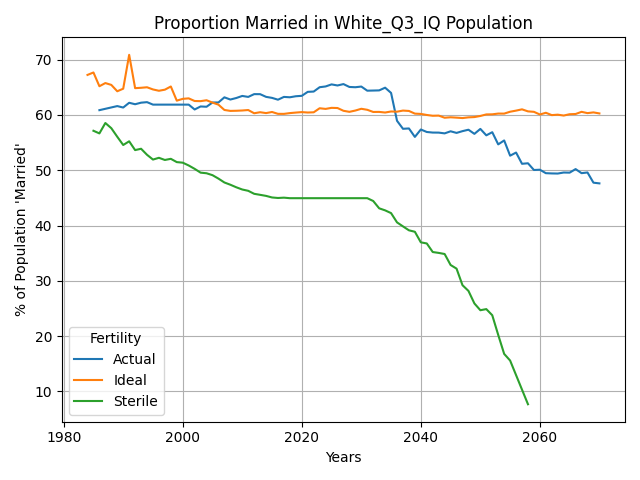 Proportion Married in White_Q3_IQ Population
% of Population 'Married'
70
60
50
40
30
20
10
Fertility
Actual
Ideal
Sterile
1980
2000
2020
2040
2060
Years